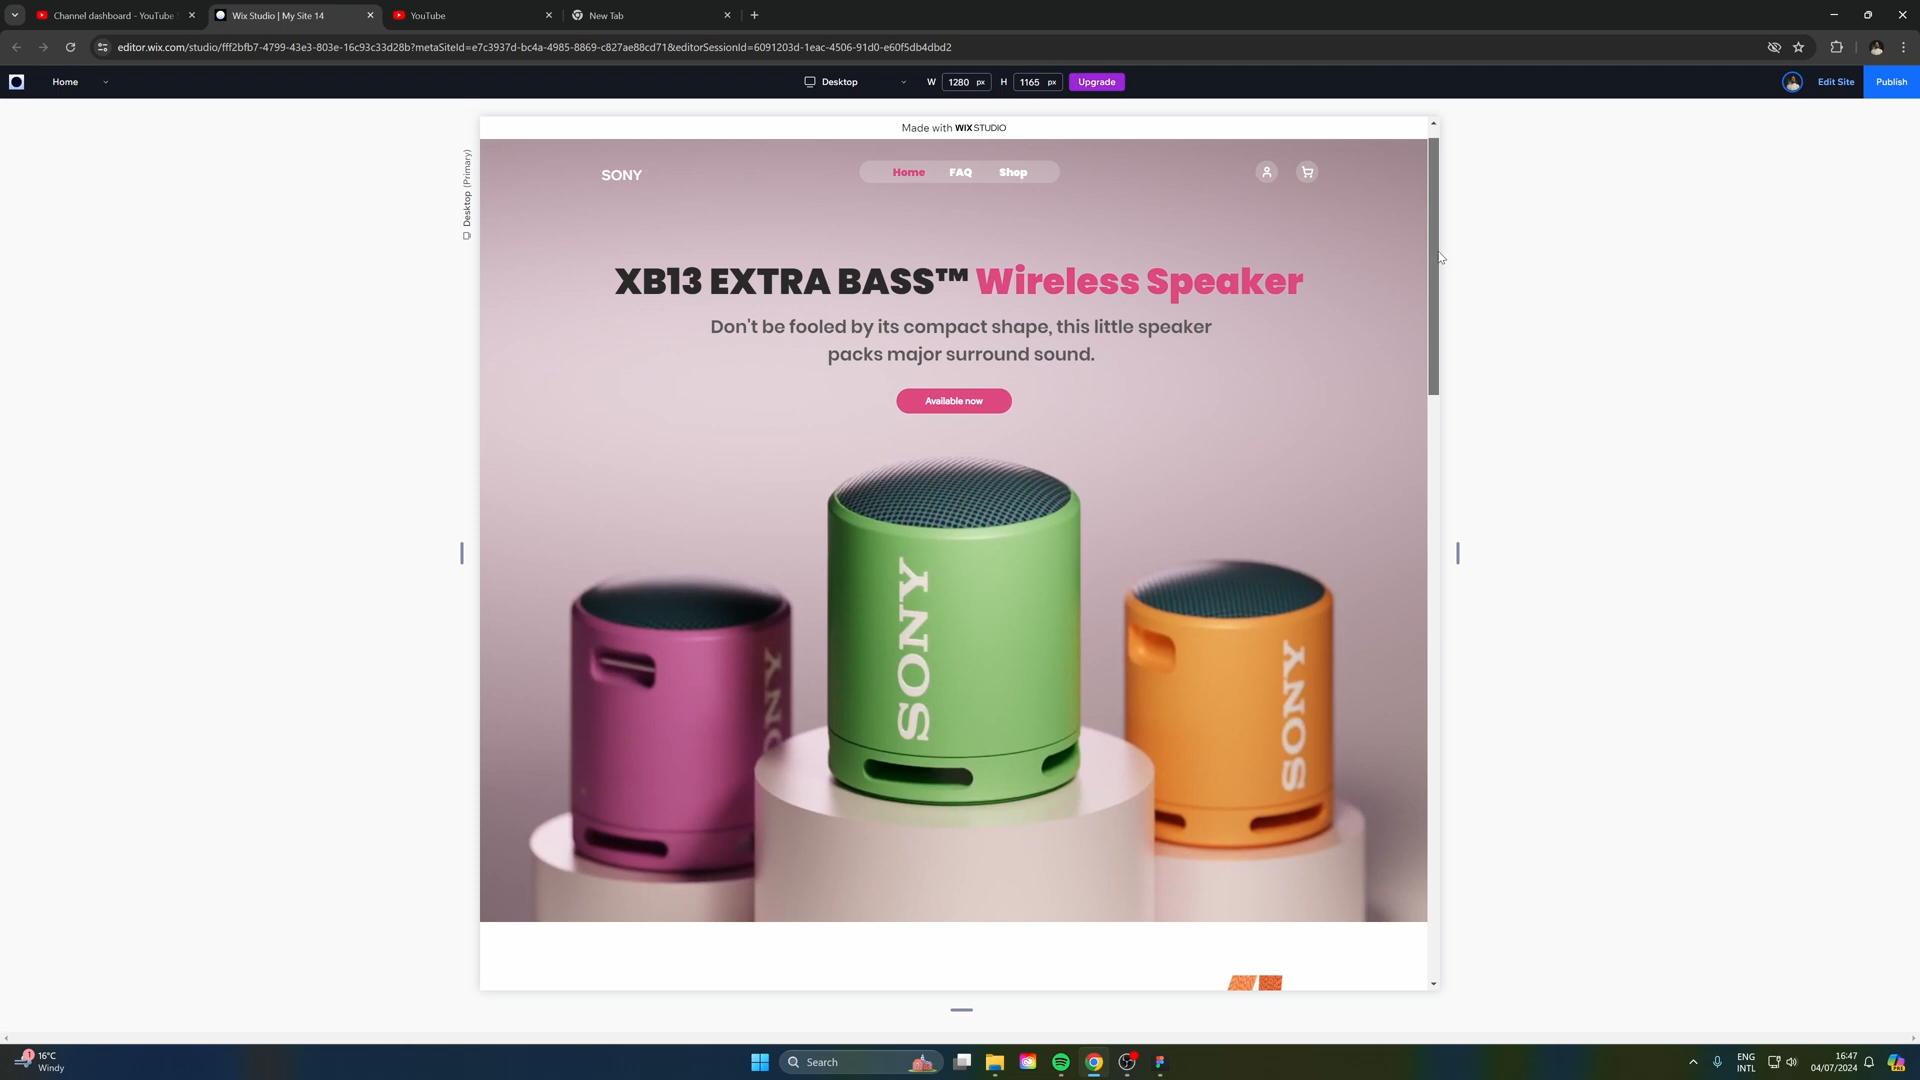 Channel dashboard - YouTube
Wix Studio | My Site 14
YouTube
New Tab
editor.wix.com/studio/fff2bfb7-4799-43e3-803e-16c93c33d28b?metaSiteId=e7c3937d-bc4a-4985-8869-c827ae88cd71&editorSessionId=6091203d-1eac-4506-91d0-e60f5db4dbd2
Home
Desktop
W 1280 px H 1165 px
Upgrade
Edit Site
Publish
Made with WIX STUDIO
Desktop (Primary)
SONY
Home FAQ Shop
XB13 EXTRA BASS™ Wireless Speaker
Don't be fooled by its compact shape, this little speaker
packs major surround sound.
Available now
SONY
SONY
SONY
1
16°C
Windy
Search
ENG
INTL
16:47
04/07/2024
PRE